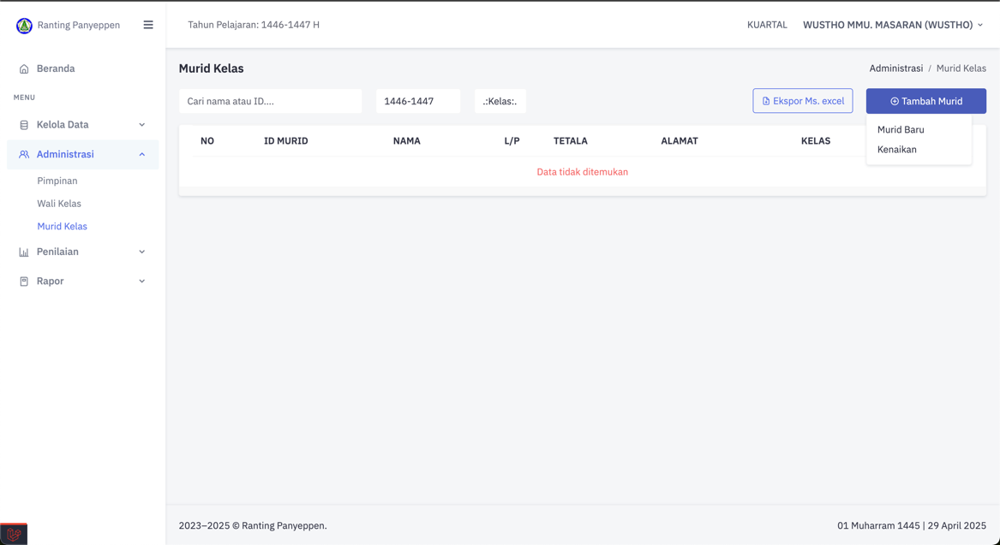 Ranting Panyeppen
Tahun Pelajaran: 1446-1447 H
KUARTAL
WUSTHO MMU. MASARAN (WUSTHO)
Beranda
MENU
Kelola Data
Administrasi
Pimpinan
Wali Kelas
Murid Kelas
Penilaian
Rapor
Murid Kelas
Administrasi / Murid Kelas
Cari nama atau ID....
1446-1447
.:Kelas:.
Ekspor Ms. excel
Tambah Murid
Murid Baru
Kenaikan
NO ID MURID NAMA L/P TETALA ALAMAT KELAS
Data tidak ditemukan
2023–2025 © Ranting Panyeppen.
01 Muharram 1445 | 29 April 2025